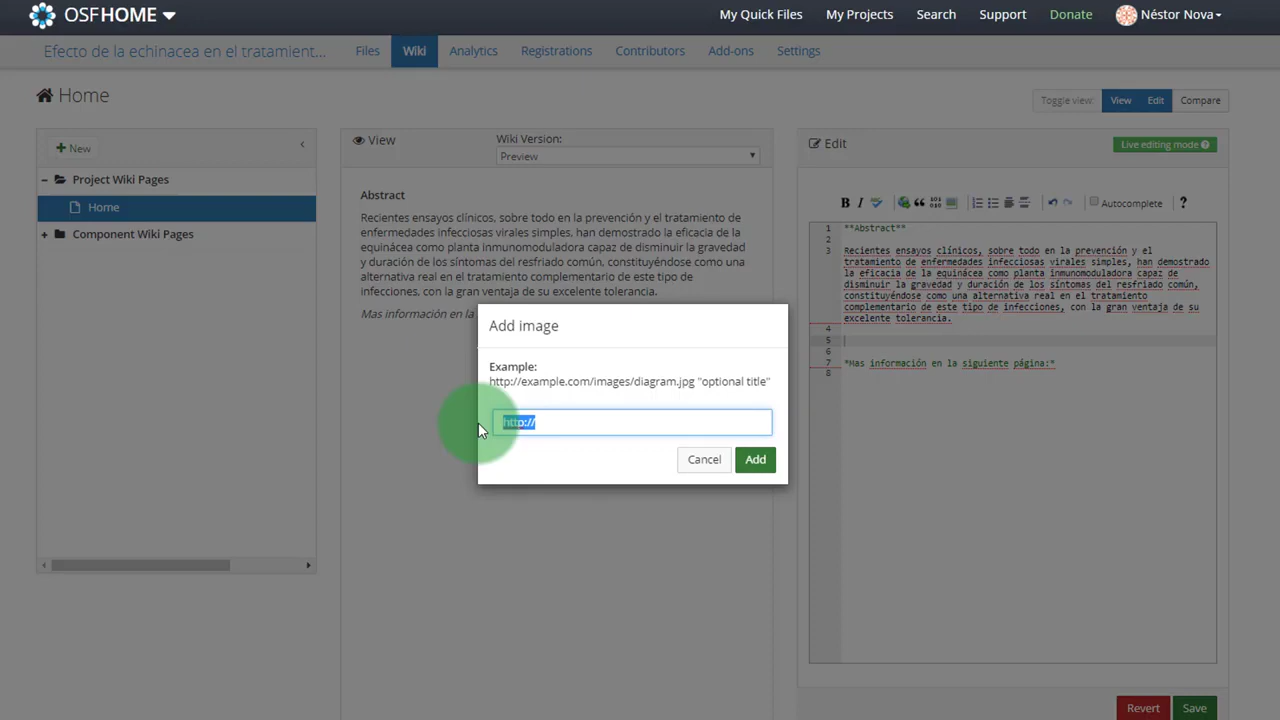 OSFHOME
My Quick Files
My Projects
Search
Support
Donate
Néstor Nova
Efecto de la echinacea en el tratamient...
Files
Wiki
Analytics
Registrations
Contributors
Add-ons
Settings
Home
Toggle view:
View
Edit
Compare
New
Project Wiki Pages
Home
Component Wiki Pages
View
Wiki Version:
Preview
Abstract
Recientes ensayos clínicos, sobre todo en la prevención y el tratamiento de
enfermedades infecciosas virales simples, han demostrado la eficacia de la
equinácea como planta inmunomoduladora capaz de disminuir la gravedad
y duración de los síntomas del resfriado común, constituyéndose como una
alternativa real en el tratamiento complementario de este tipo de
infecciones, con la gran ventaja de su excelente tolerancia.
Mas información en la
Add image
Example:
http://example.com/images/diagram.jpg "optional title"
http://
Cancel
Add
Edit
Live editing mode
B I
Autocomplete
?
1 **Abstract**
2
3 Recientes ensayos clínicos, sobre todo en la prevención y el
tratamiento de enfermedades infecciosas virales simples, han demostrado
la eficacia de la equinácea como planta inmunomoduladora capaz de
disminuir la gravedad y duración de los síntomas del resfriado común,
constituyéndose como una alternativa real en el tratamiento
complementario de este tipo de infecciones, con la gran ventaja de su
excelente tolerancia.
4
5
6
7 *Mas información en la siguiente página:*
8
Revert
Save